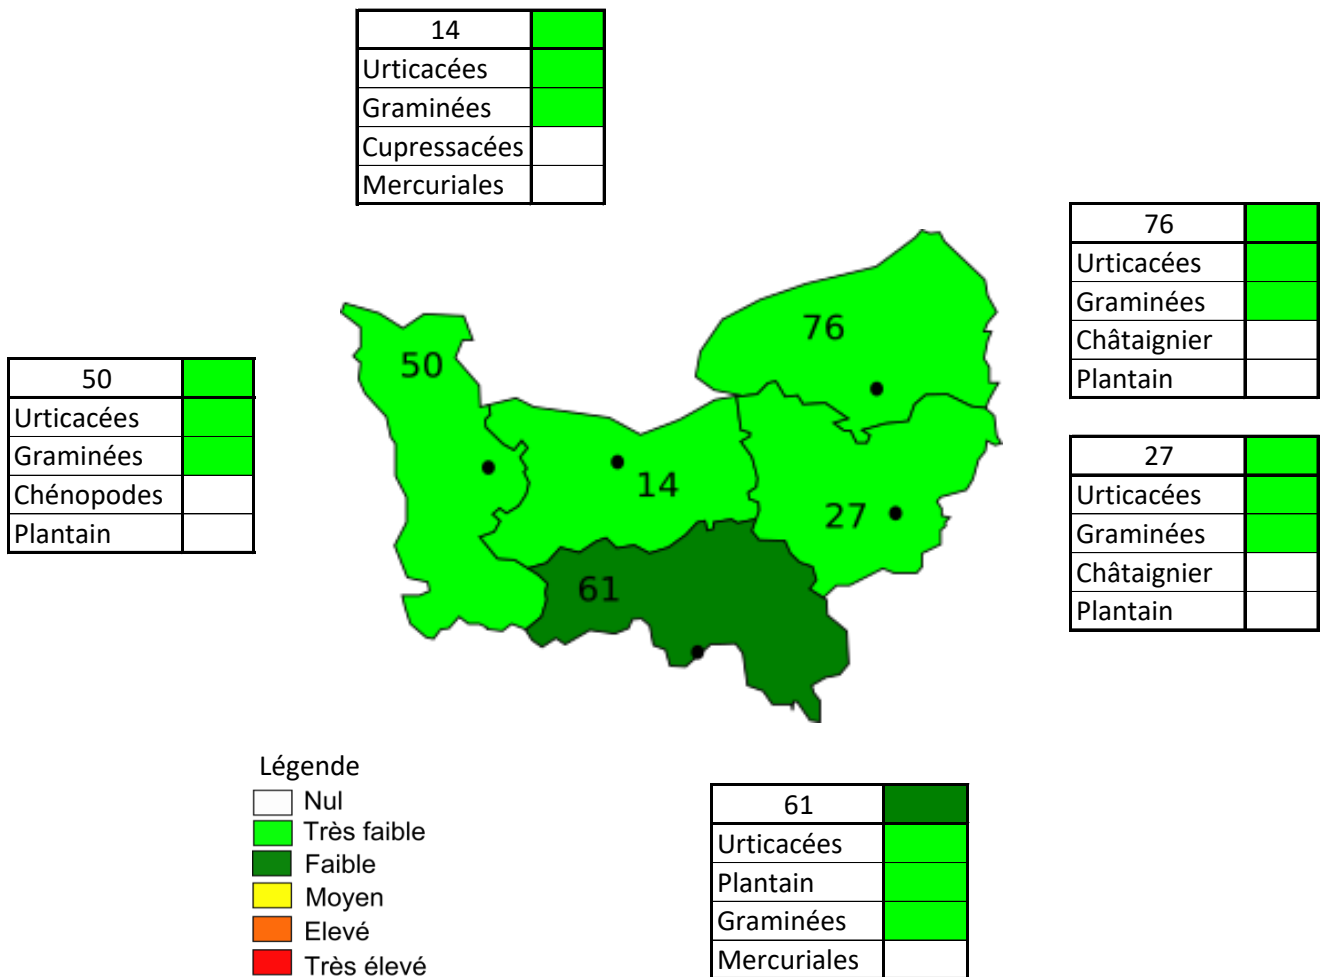 14
Urticacées
Graminées
Cupressacées
Mercuriales
76
Urticacées
Graminées
Châtaignier
Plantain
50
Urticacées
Graminées
Chénopodes
Plantain
27
Urticacées
Graminées
Châtaignier
Plantain
76
50
14
27
61
Légende
Nul
Très faible
Faible
Moyen
Elevé
Très élevé
61
Urticacées
Plantain
Graminées
Mercuriales